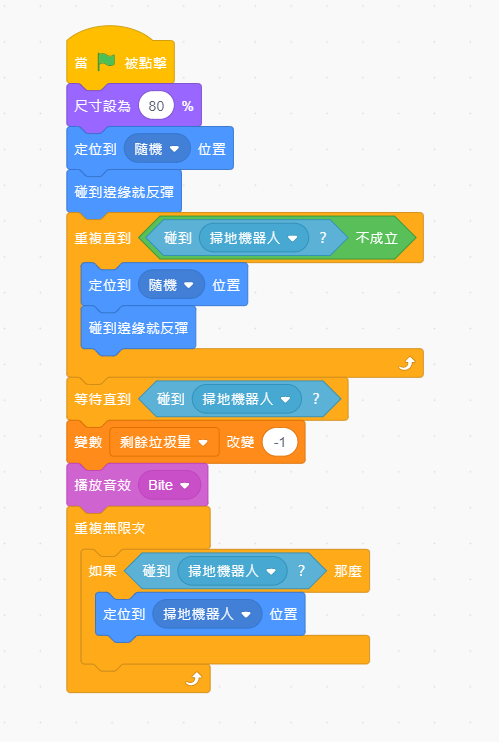 當 被點擊
尺寸設為 80 %
定位到 隨機 位置
碰到邊緣就反彈
重複直到 碰到 掃地機器人 ? 不成立
定位到 隨機 位置
碰到邊緣就反彈
等待直到 碰到 掃地機器人 ?
變數 剩餘垃圾量 改變 -1
播放音效 Bite
重複無限次
如果 碰到 掃地機器人 ? 那麼
定位到 掃地機器人 位置